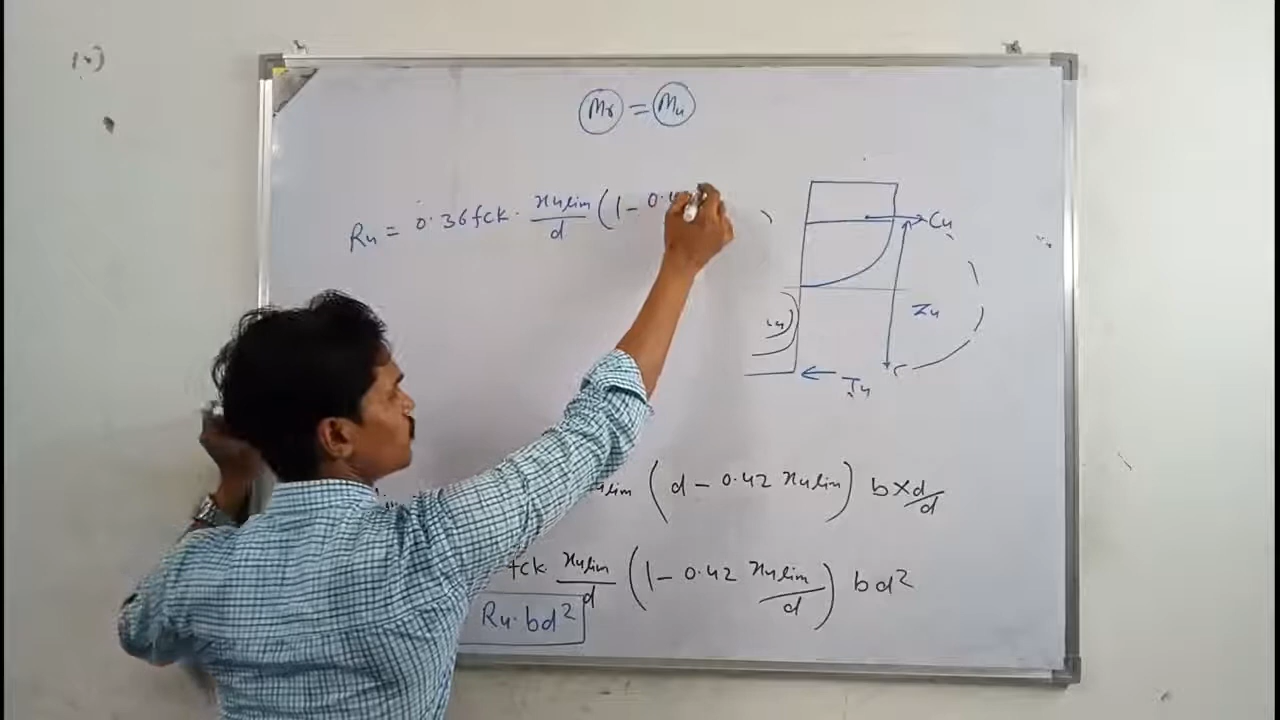 Mr = Mu
Ru = 0.36fck. xulim/d (1 - 0.4
Cu
Zu
Tu
lim (d - 0.42 xulim) b×d/d
fck. xulim/d (1 - 0.42 xulim/d) bd²
Ru.bd²